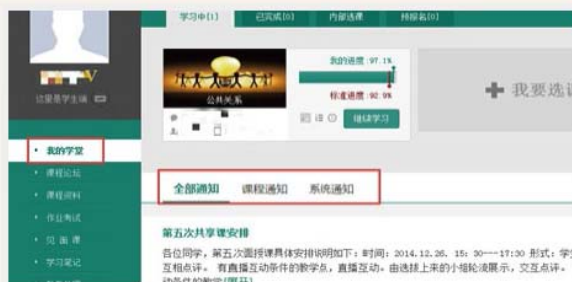 学习中[1] 已完成[0] 内部选课 预报名[0]
V
这里是学生端
我的进度:97.1%
标准进度:92.9%
公共关系
继续学习
我要选
我的学堂
课程论坛
课程资料
作业考试
见面课
学习笔记
全部通知 课程通知 系统通知
第五次共享课安排
各位同学，第五次面授课具体安排说明如下：时间：2014.12.26. 15：30---17:30 形式：学
互相点评。 有直播互动条件的教学点，直播互动。由选拔上来的小组轮流展示，交互点评。
动条件的教学[展开]